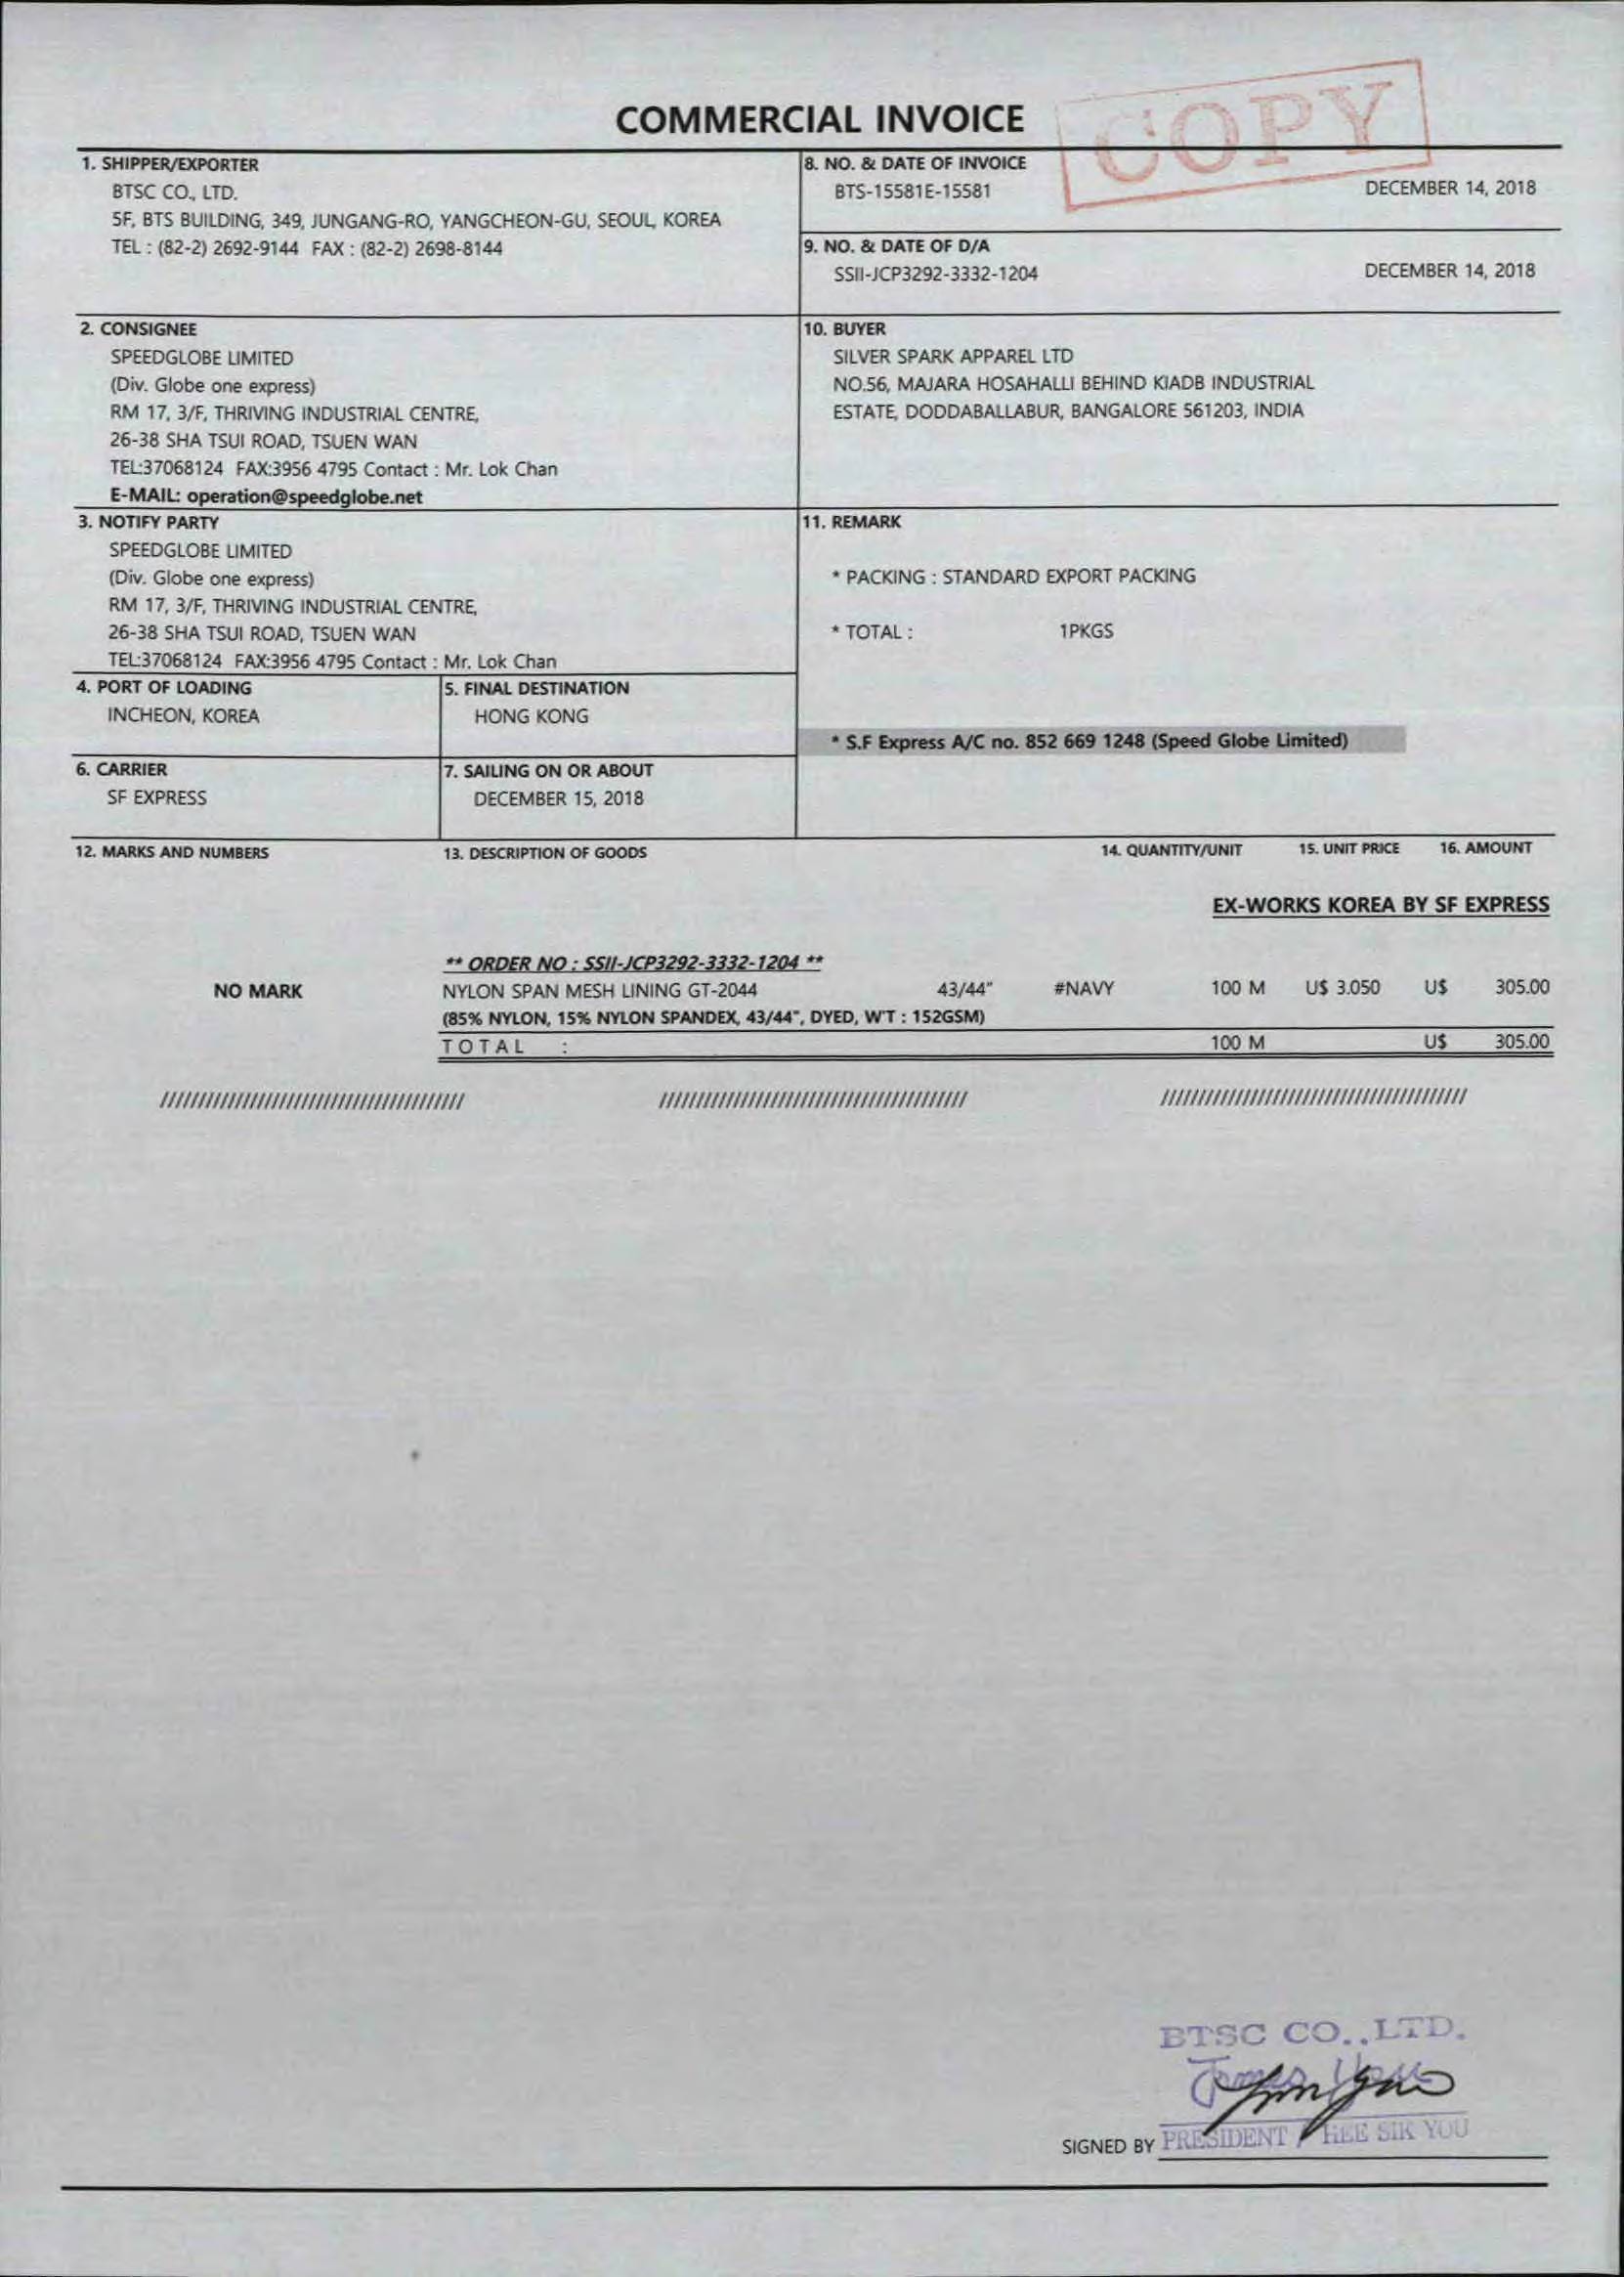 COMMERCIAL INVOICE
COPY
1. SHIPPER/EXPORTER
BTSC CO., LTD.
5F, BTS BUILDING, 349, JUNGANG-RO, YANGCHEON-GU, SEOUL, KOREA
TEL : (82-2) 2692-9144 FAX : (82-2) 2698-8144
8. NO. & DATE OF INVOICE
BTS-15581E-15581 DECEMBER 14, 2018
9. NO. & DATE OF D/A
SSII-JCP3292-3332-1204 DECEMBER 14, 2018
2. CONSIGNEE
SPEEDGLOBE LIMITED
(Div. Globe one express)
RM 17, 3/F, THRIVING INDUSTRIAL CENTRE,
26-38 SHA TSUI ROAD, TSUEN WAN
TEL:37068124 FAX:3956 4795 Contact : Mr. Lok Chan
E-MAIL: operation@speedglobe.net
10. BUYER
SILVER SPARK APPAREL LTD
NO.56, MAJARA HOSAHALLI BEHIND KIADB INDUSTRIAL
ESTATE, DODDABALLABUR, BANGALORE 561203, INDIA
3. NOTIFY PARTY
SPEEDGLOBE LIMITED
(Div. Globe one express)
RM 17, 3/F, THRIVING INDUSTRIAL CENTRE,
26-38 SHA TSUI ROAD, TSUEN WAN
TEL:37068124 FAX:3956 4795 Contact : Mr. Lok Chan
11. REMARK
* PACKING : STANDARD EXPORT PACKING
* TOTAL : 1PKGS
* S.F Express A/C no. 852 669 1248 (Speed Globe Limited)
4. PORT OF LOADING
INCHEON, KOREA
5. FINAL DESTINATION
HONG KONG
6. CARRIER
SF EXPRESS
7. SAILING ON OR ABOUT
DECEMBER 15, 2018
12. MARKS AND NUMBERS 13. DESCRIPTION OF GOODS 14. QUANTITY/UNIT 15. UNIT PRICE 16. AMOUNT
EX-WORKS KOREA BY SF EXPRESS
** ORDER NO : SSII-JCP3292-3332-1204 **
NO MARK NYLON SPAN MESH LINING GT-2044 43/44" #NAVY 100 M U$ 3.050 U$ 305.00
(85% NYLON, 15% NYLON SPANDEX, 43/44", DYED, W'T : 152GSM)
TOTAL : 100 M U$ 305.00
BTSC CO., LTD.
SIGNED BY PRESIDENT / HEE SIK YOU